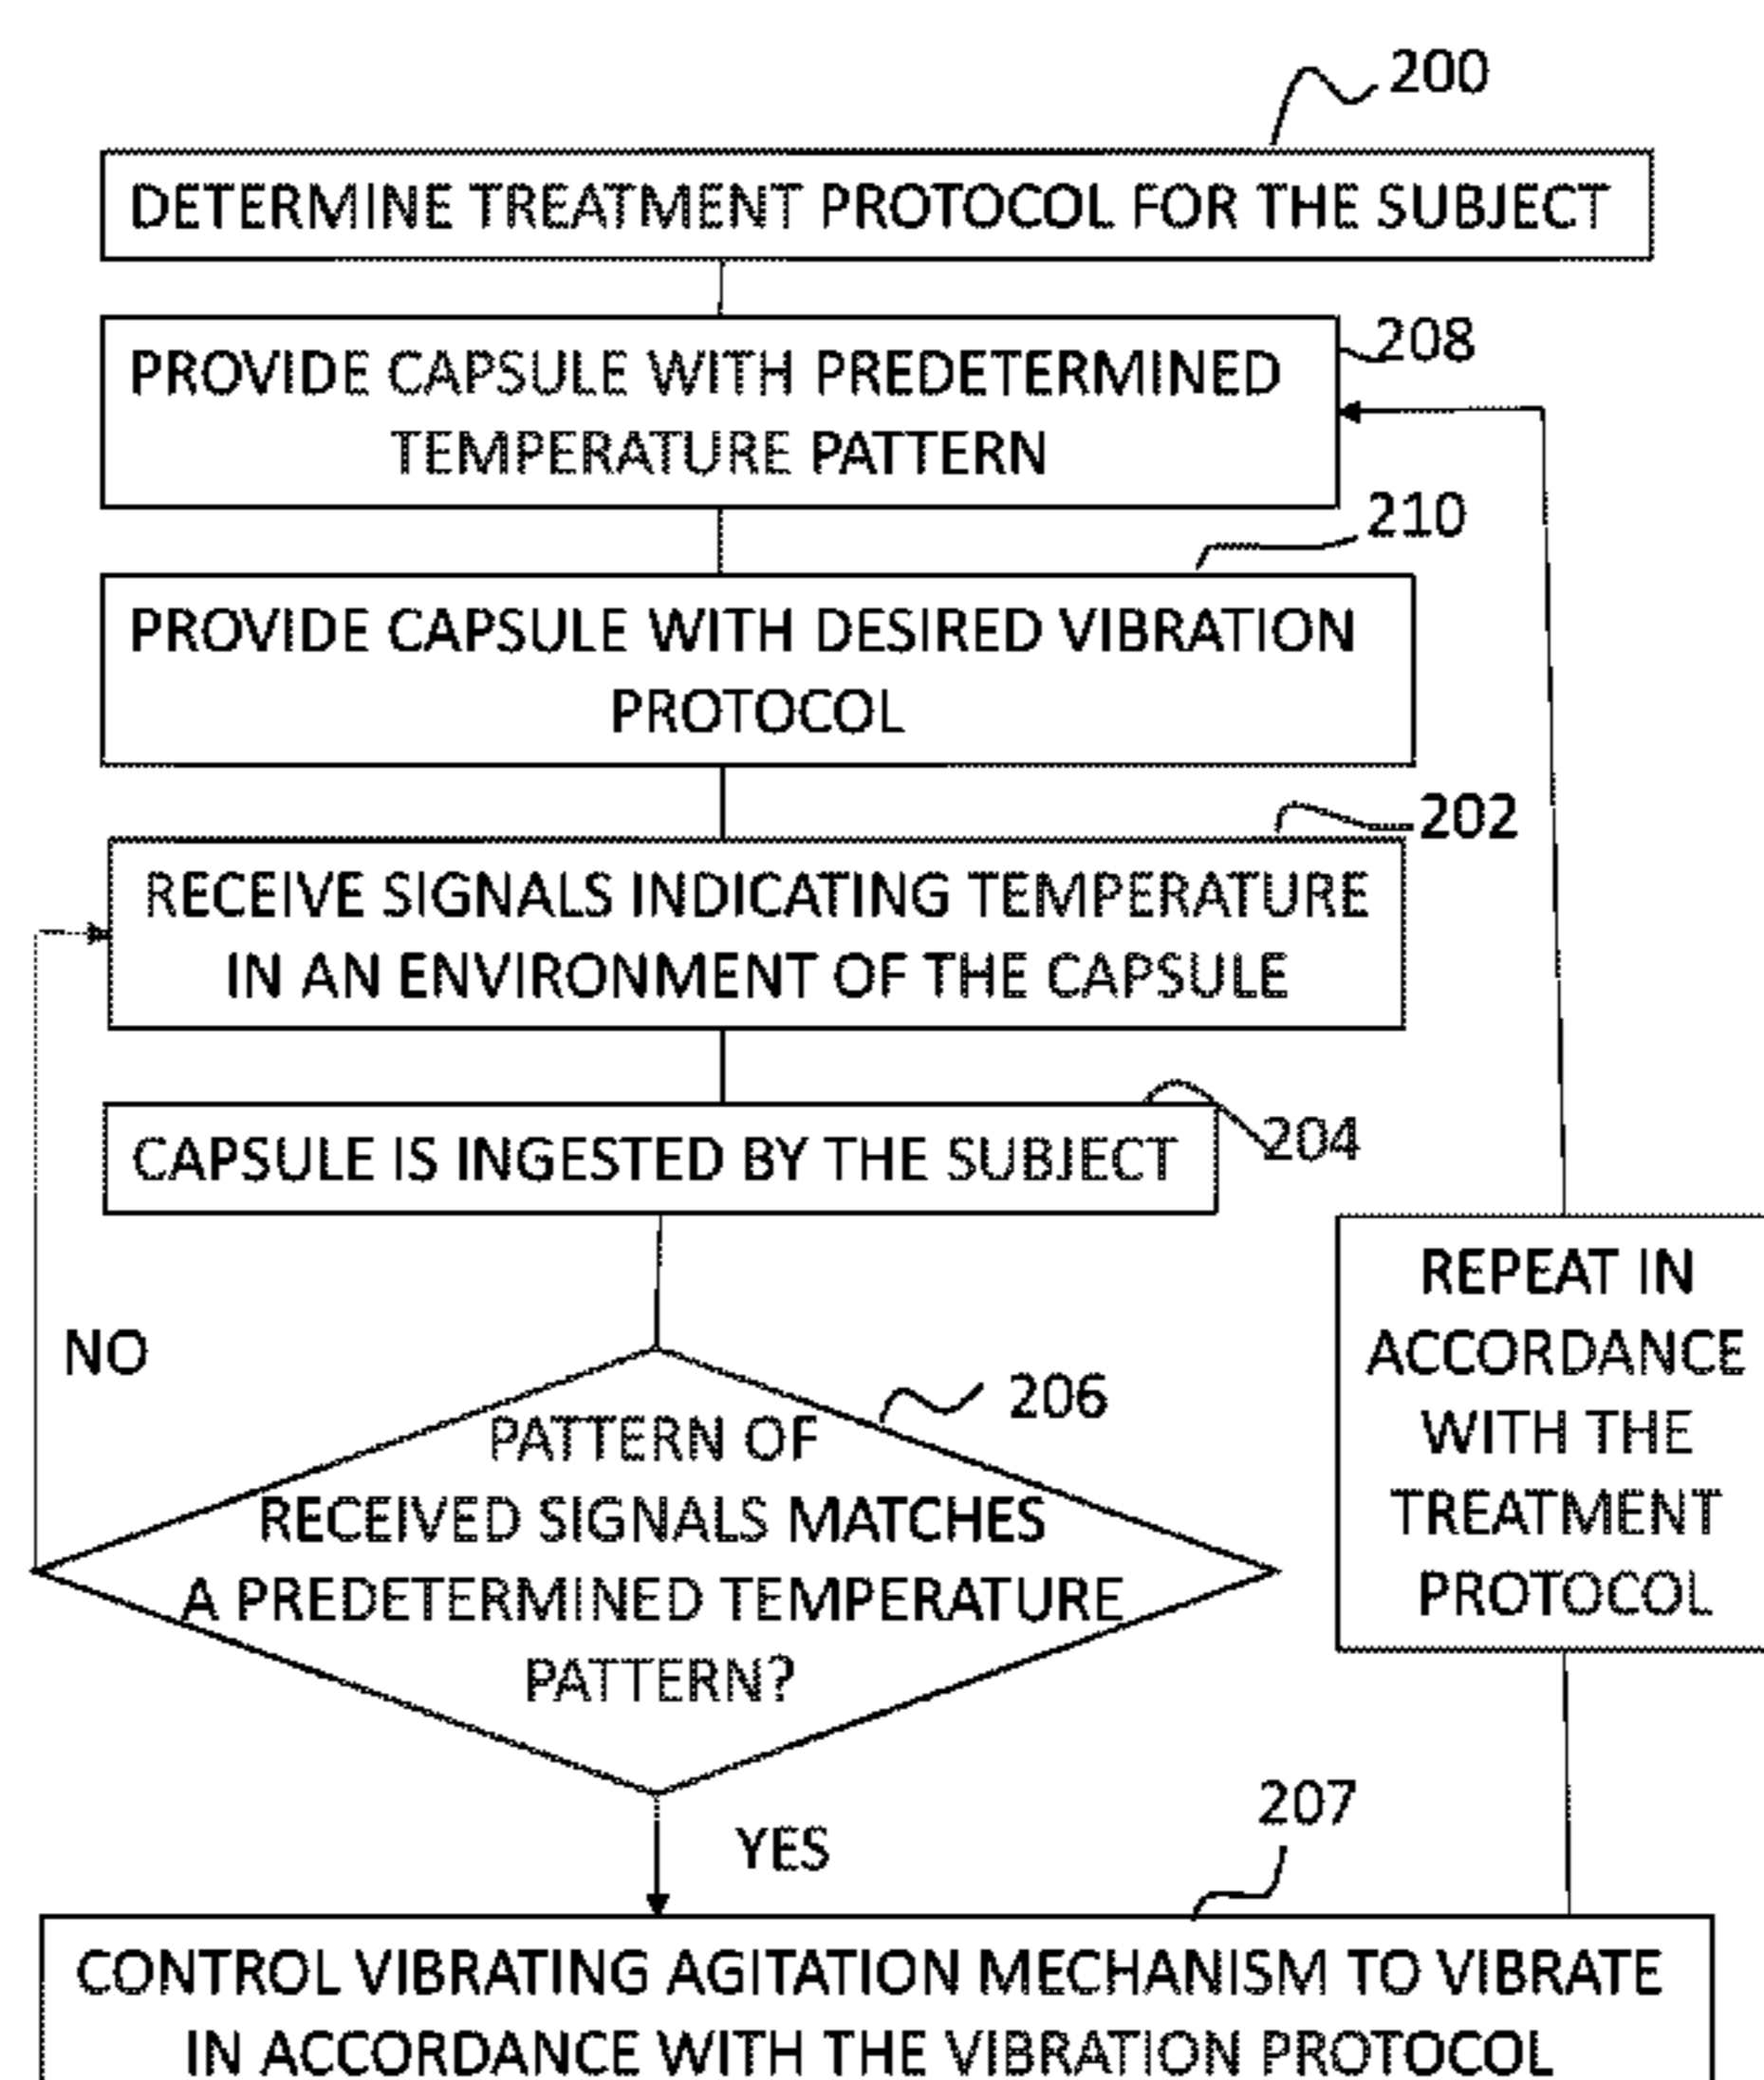 200
DETERMINE TREATMENT PROTOCOL FOR THE SUBJECT
208
PROVIDE CAPSULE WITH PREDETERMINED
TEMPERATURE PATTERN
210
PROVIDE CAPSULE WITH DESIRED VIBRATION
PROTOCOL
202
RECEIVE SIGNALS INDICATING TEMPERATURE
IN AN ENVIRONMENT OF THE CAPSULE
204
CAPSULE IS INGESTED BY THE SUBJECT
NO
206
PATTERN OF
RECEIVED SIGNALS MATCHES
A PREDETERMINED TEMPERATURE
PATTERN?
REPEAT IN
ACCORDANCE
WITH THE
TREATMENT
PROTOCOL
YES
207
CONTROL VIBRATING AGITATION MECHANISM TO VIBRATE
IN ACCORDANCE WITH THE VIBRATION PROTOCOL